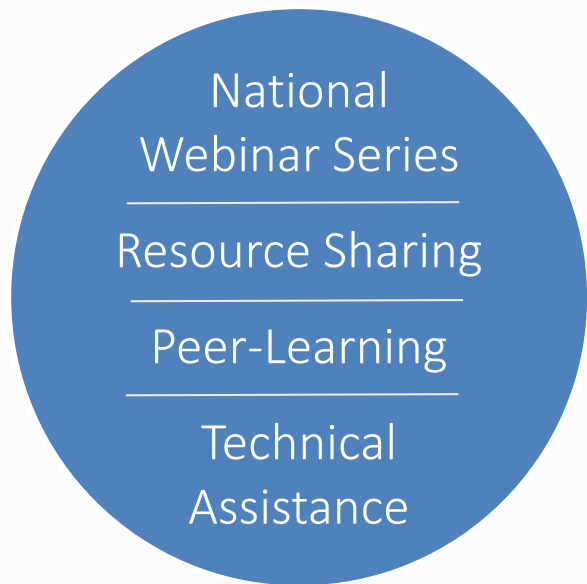 National
Webinar Series
Resource Sharing
Peer-Learning
Technical
Assistance